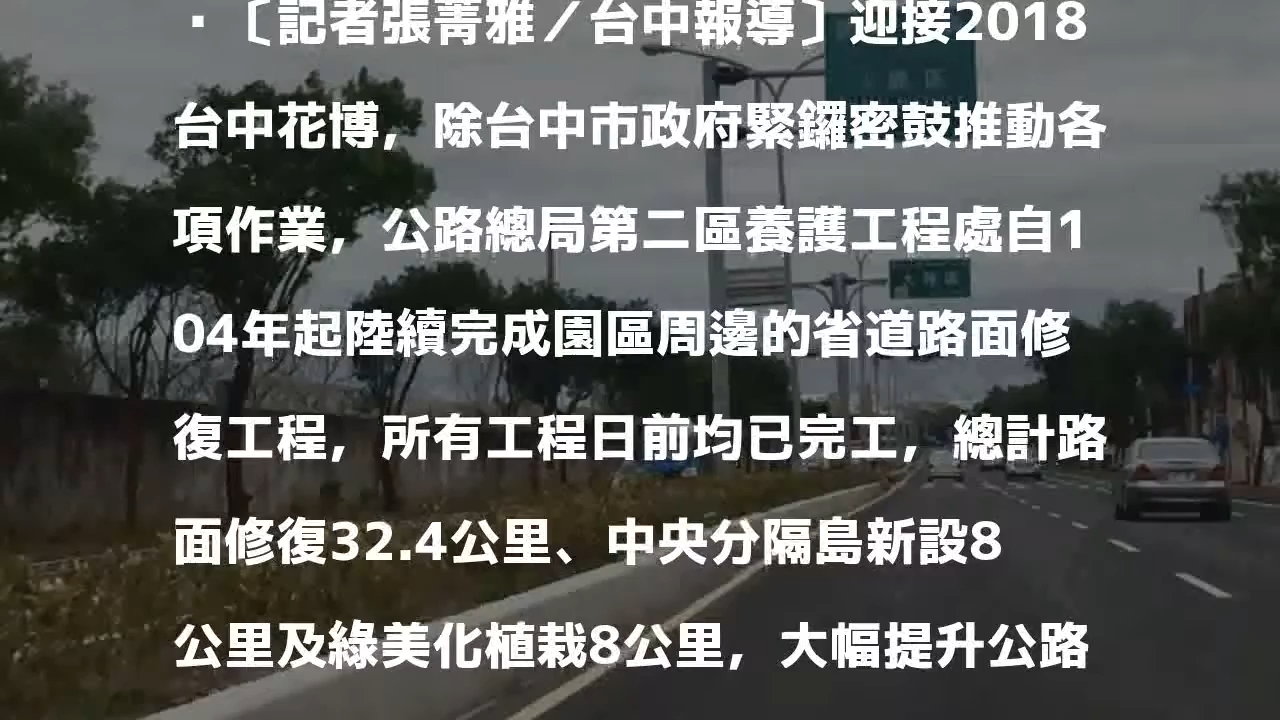 ·〔記者張菁雅／台中報導〕迎接2018
台中花博，除台中市政府緊鑼密鼓推動各
項作業，公路總局第二區養護工程處自1
04年起陸續完成園區周邊的省道路面修
復工程，所有工程日前均已完工，總計路
面修復32.4公里、中央分隔島新設8
公里及綠美化植栽8公里，大幅提升公路